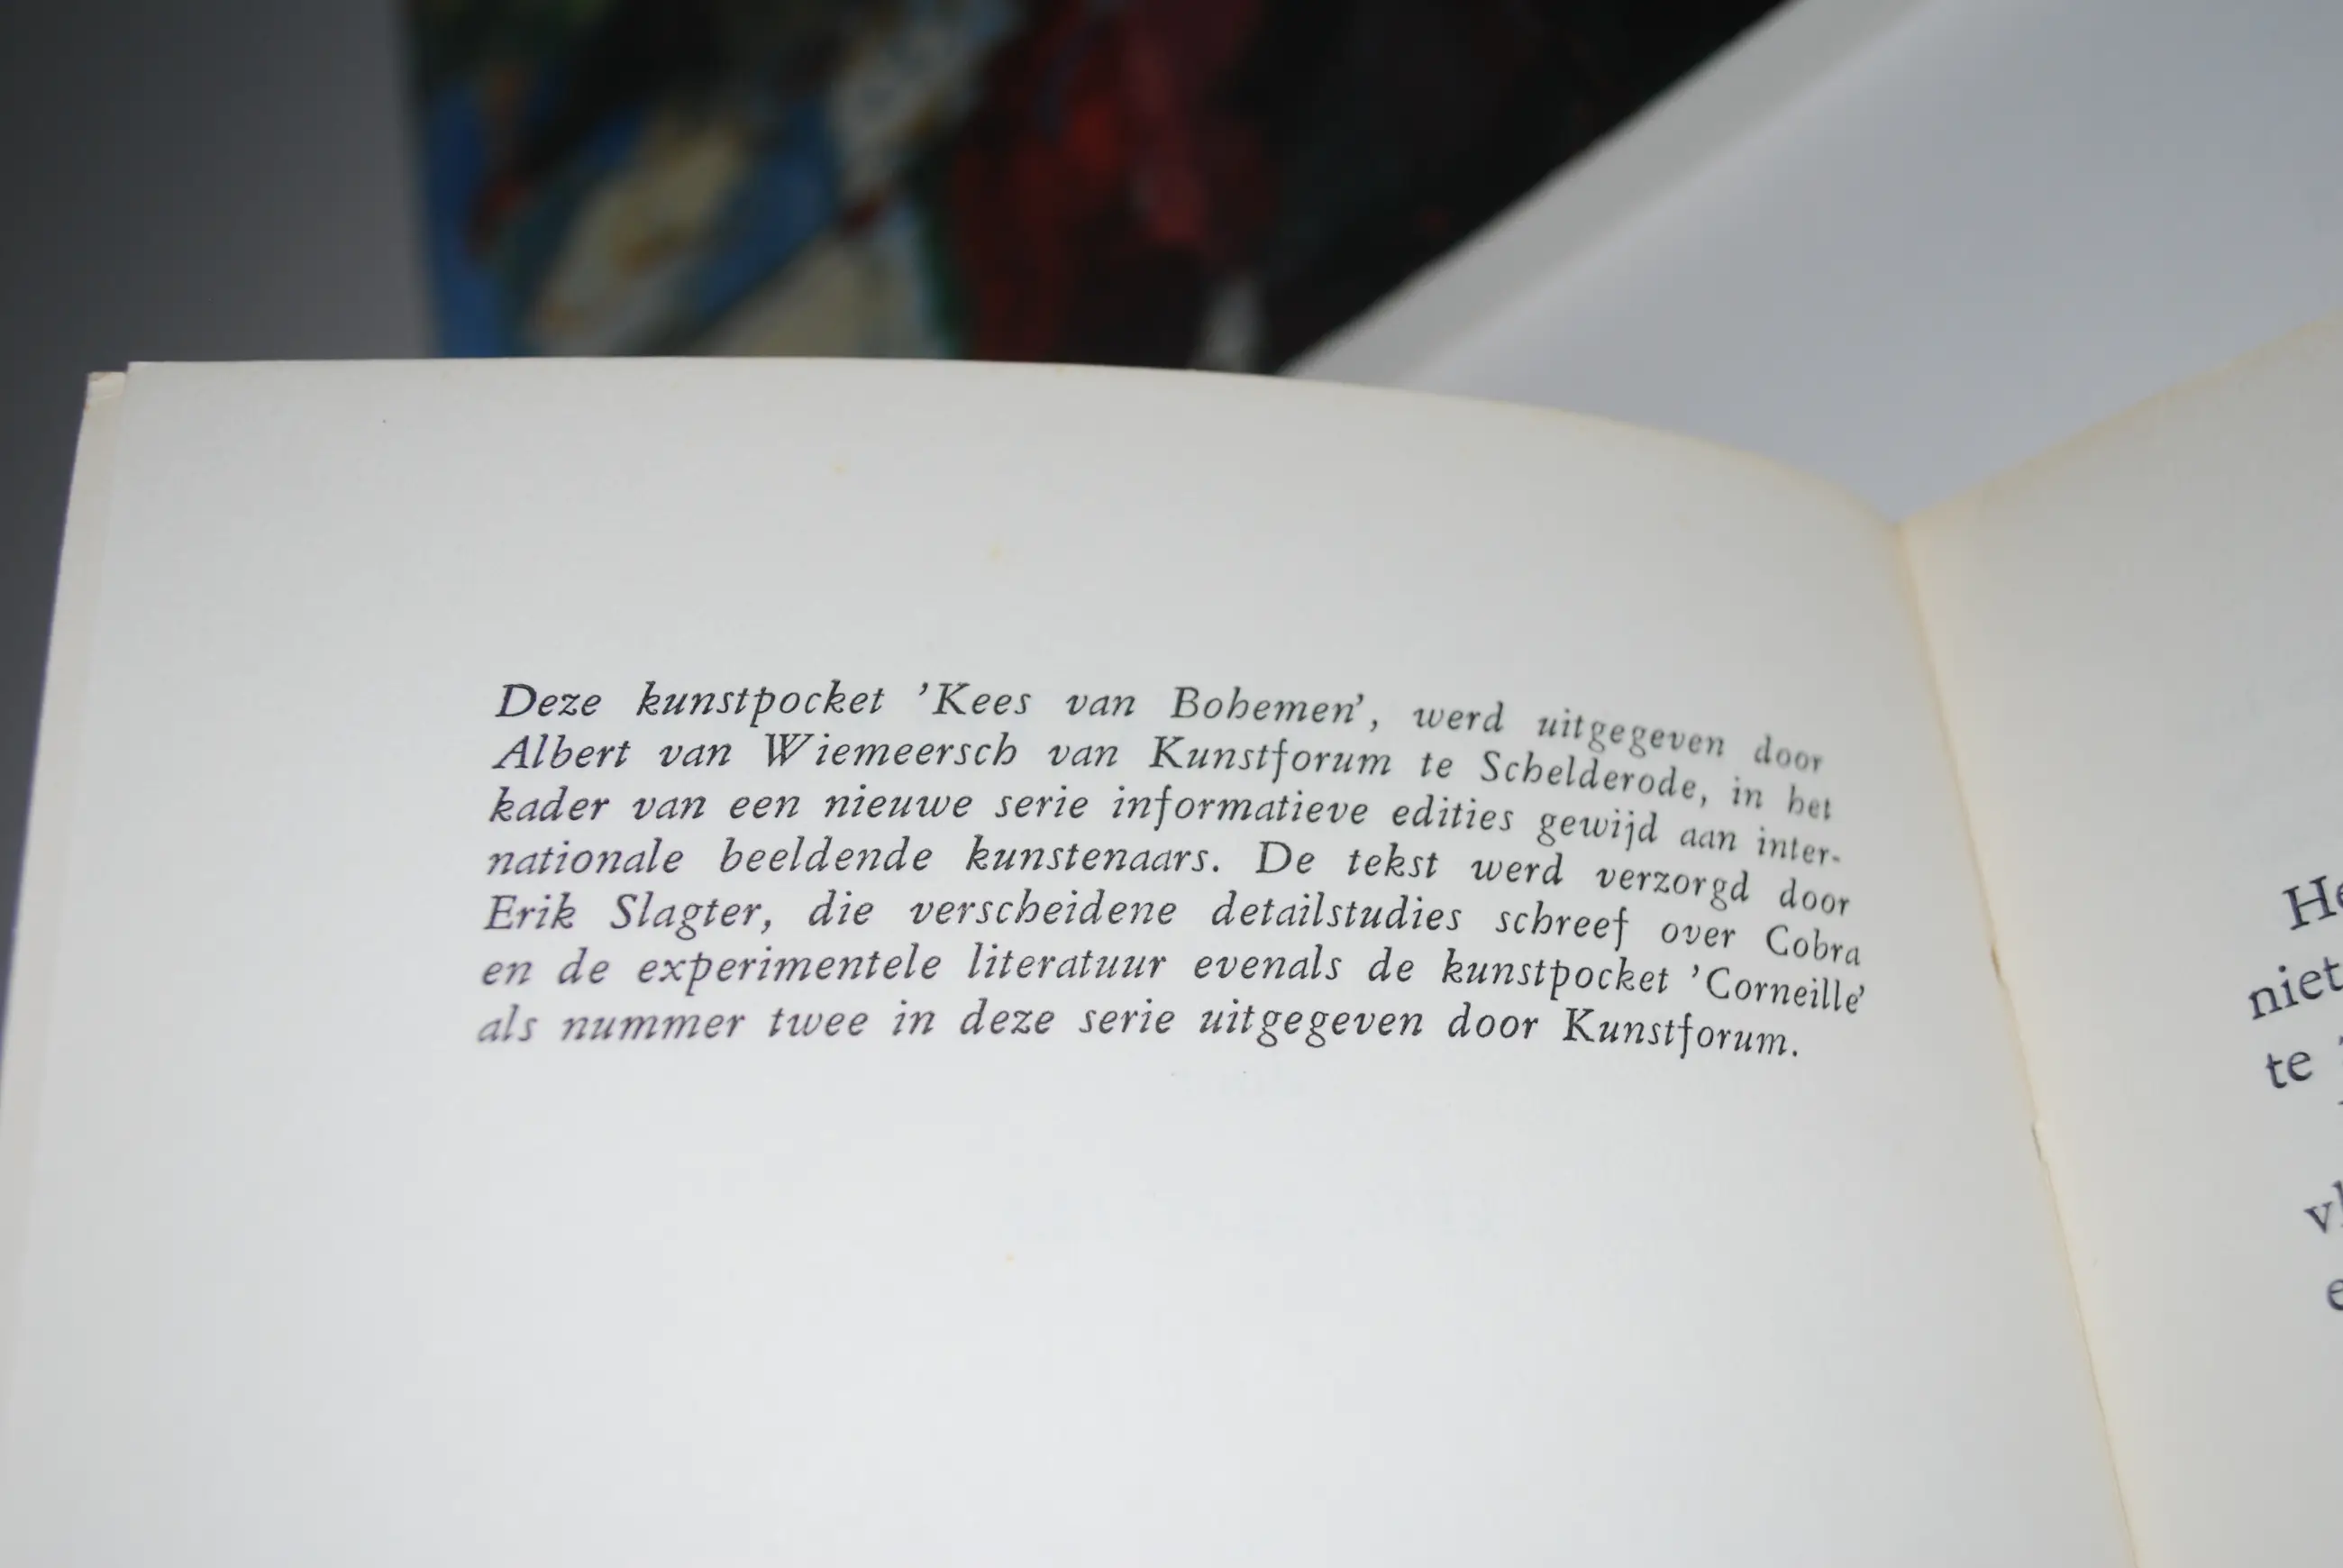 Deze kunstpocket 'Kees van Bohemen', werd uitgegeven door
Albert van Wiemeersch van Kunstforum te Schelderode, in het
kader van een nieuwe serie informatieve edities gewijd aan inter-
nationale beeldende kunstenaars. De tekst werd verzorgd door
Erik Slagter, die verscheidene detailstudies schreef over Cobra
en de experimentele literatuur evenals de kunstpocket 'Corneille'
als nummer twee in deze serie uitgegeven door Kunstforum.
niet
te